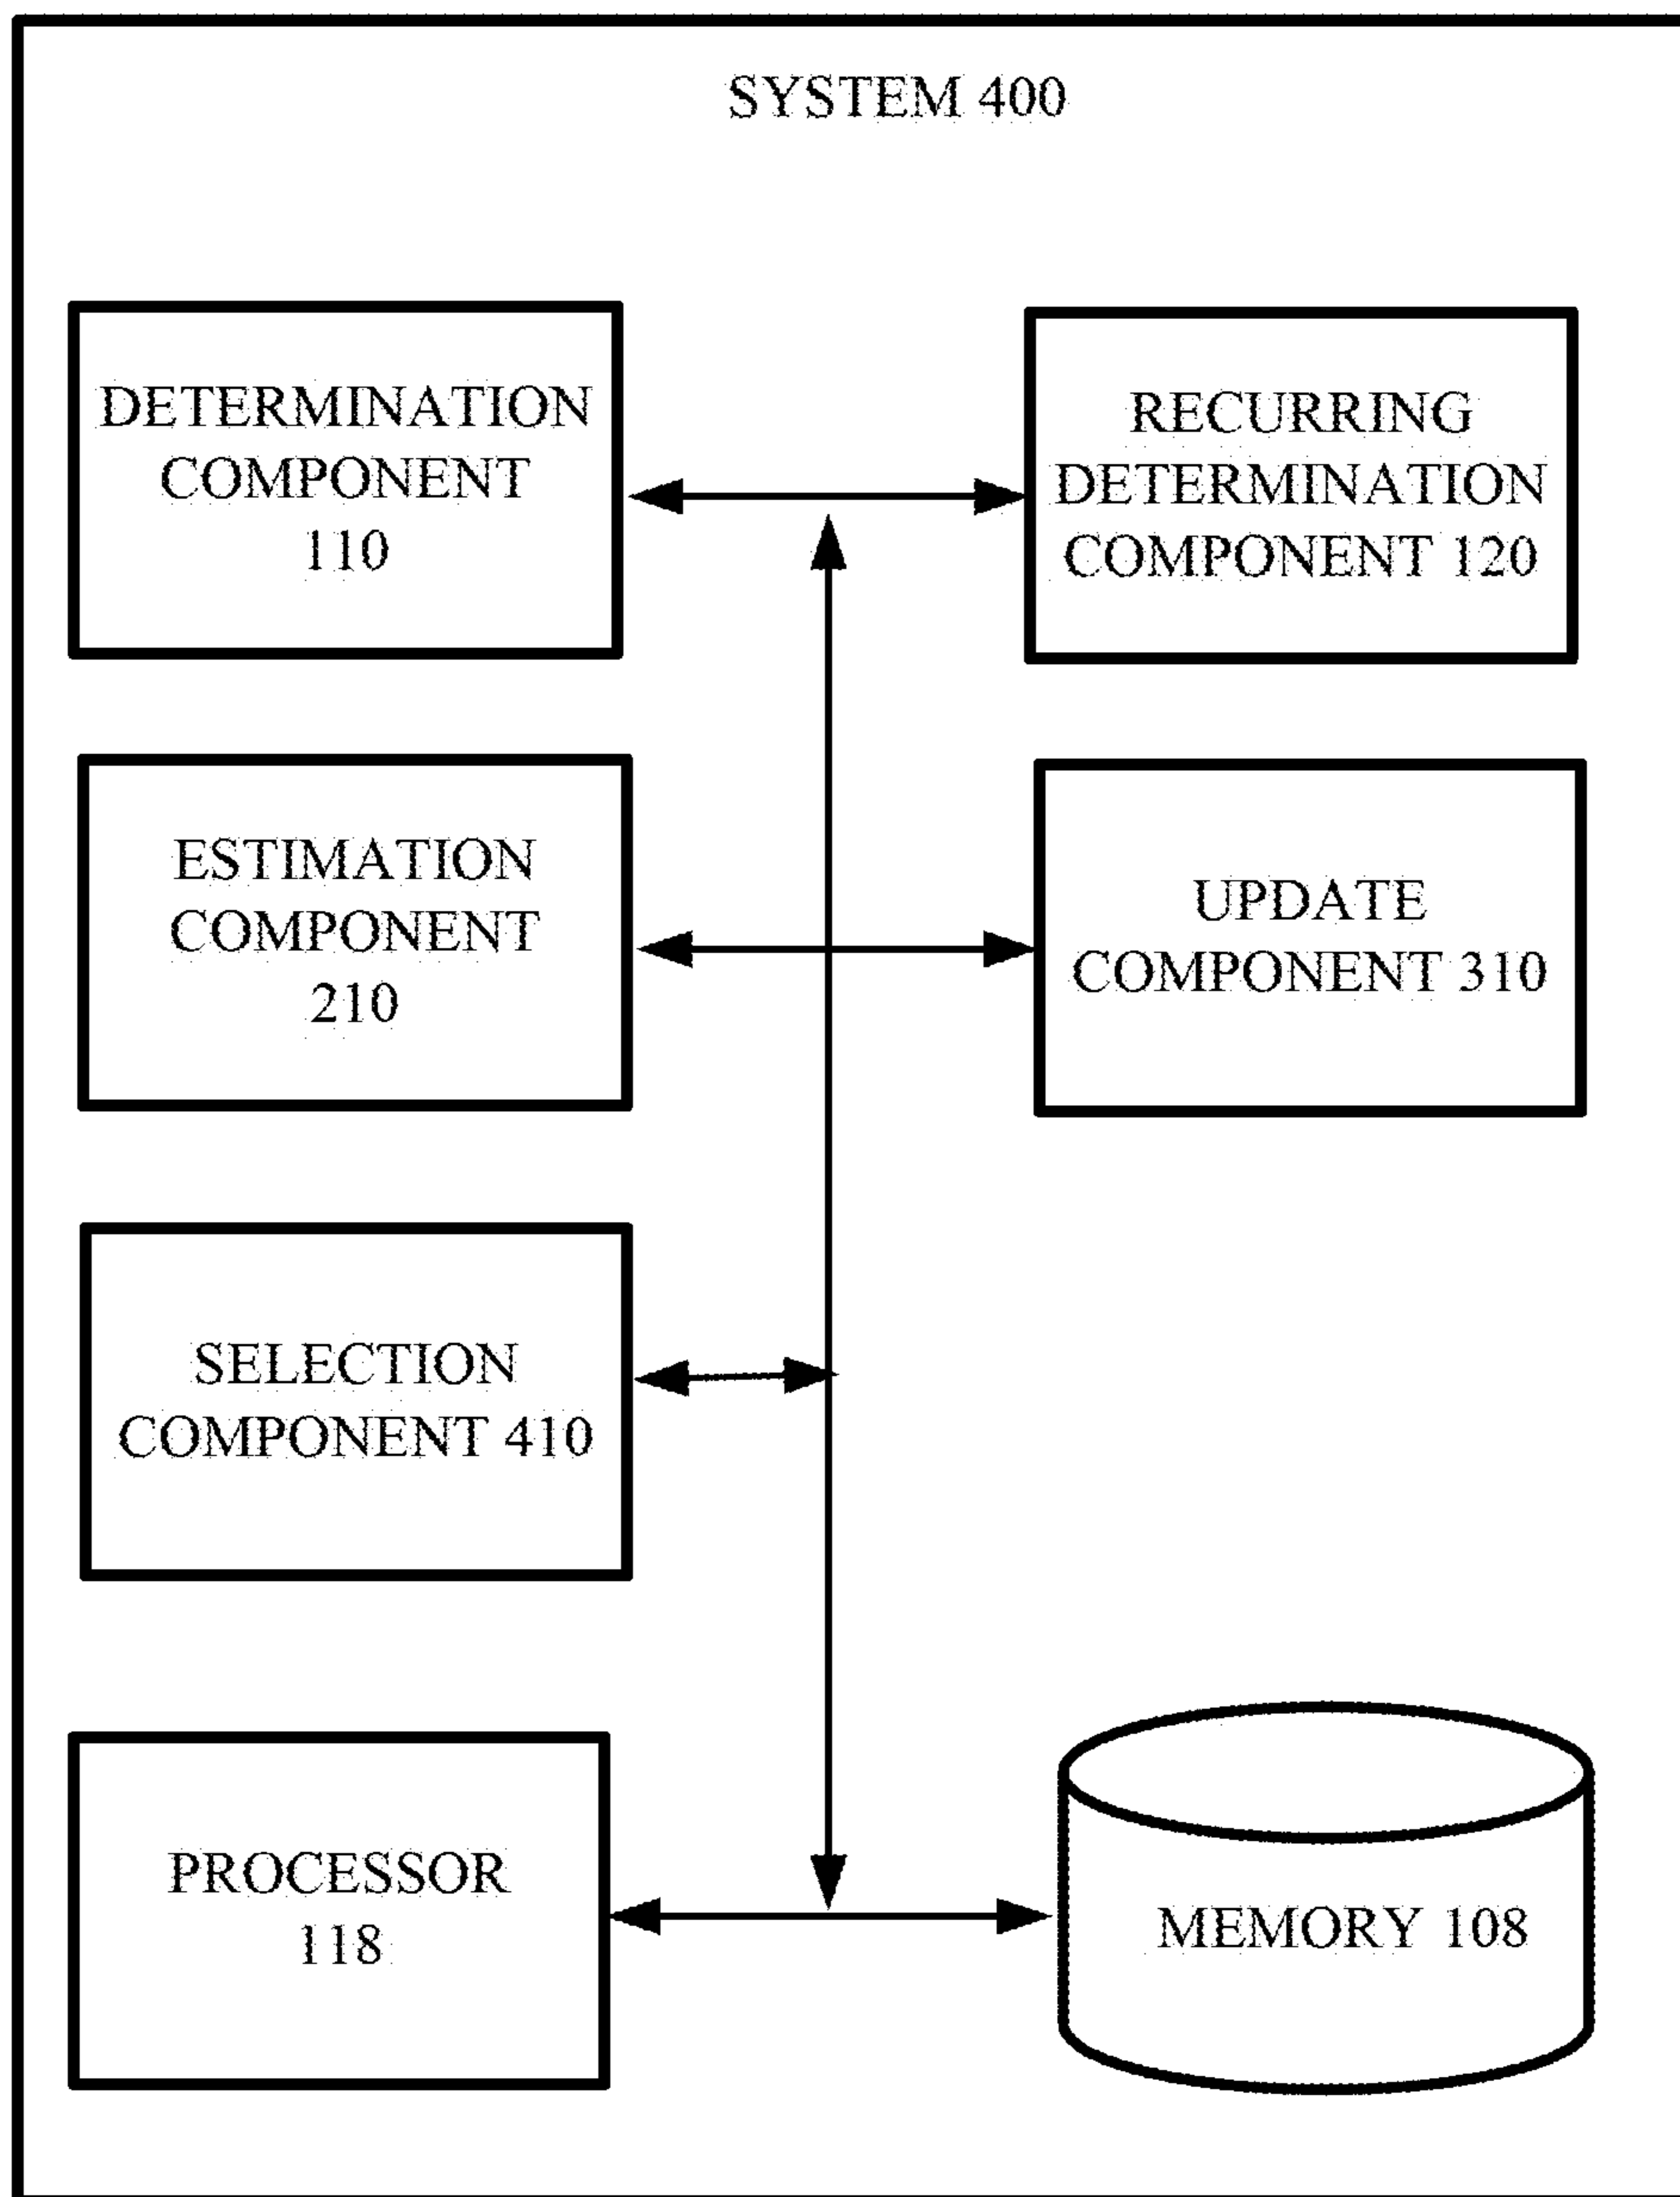 SYSTEM 400
DETERMINATION
COMPONENT
110
RECURRING
DETERMINATION
COMPONENT 120
ESTIMATION
COMPONENT
210
UPDATE
COMPONENT 310
SELECTION
COMPONENT 410
PROCESSOR
118
MEMORY 108